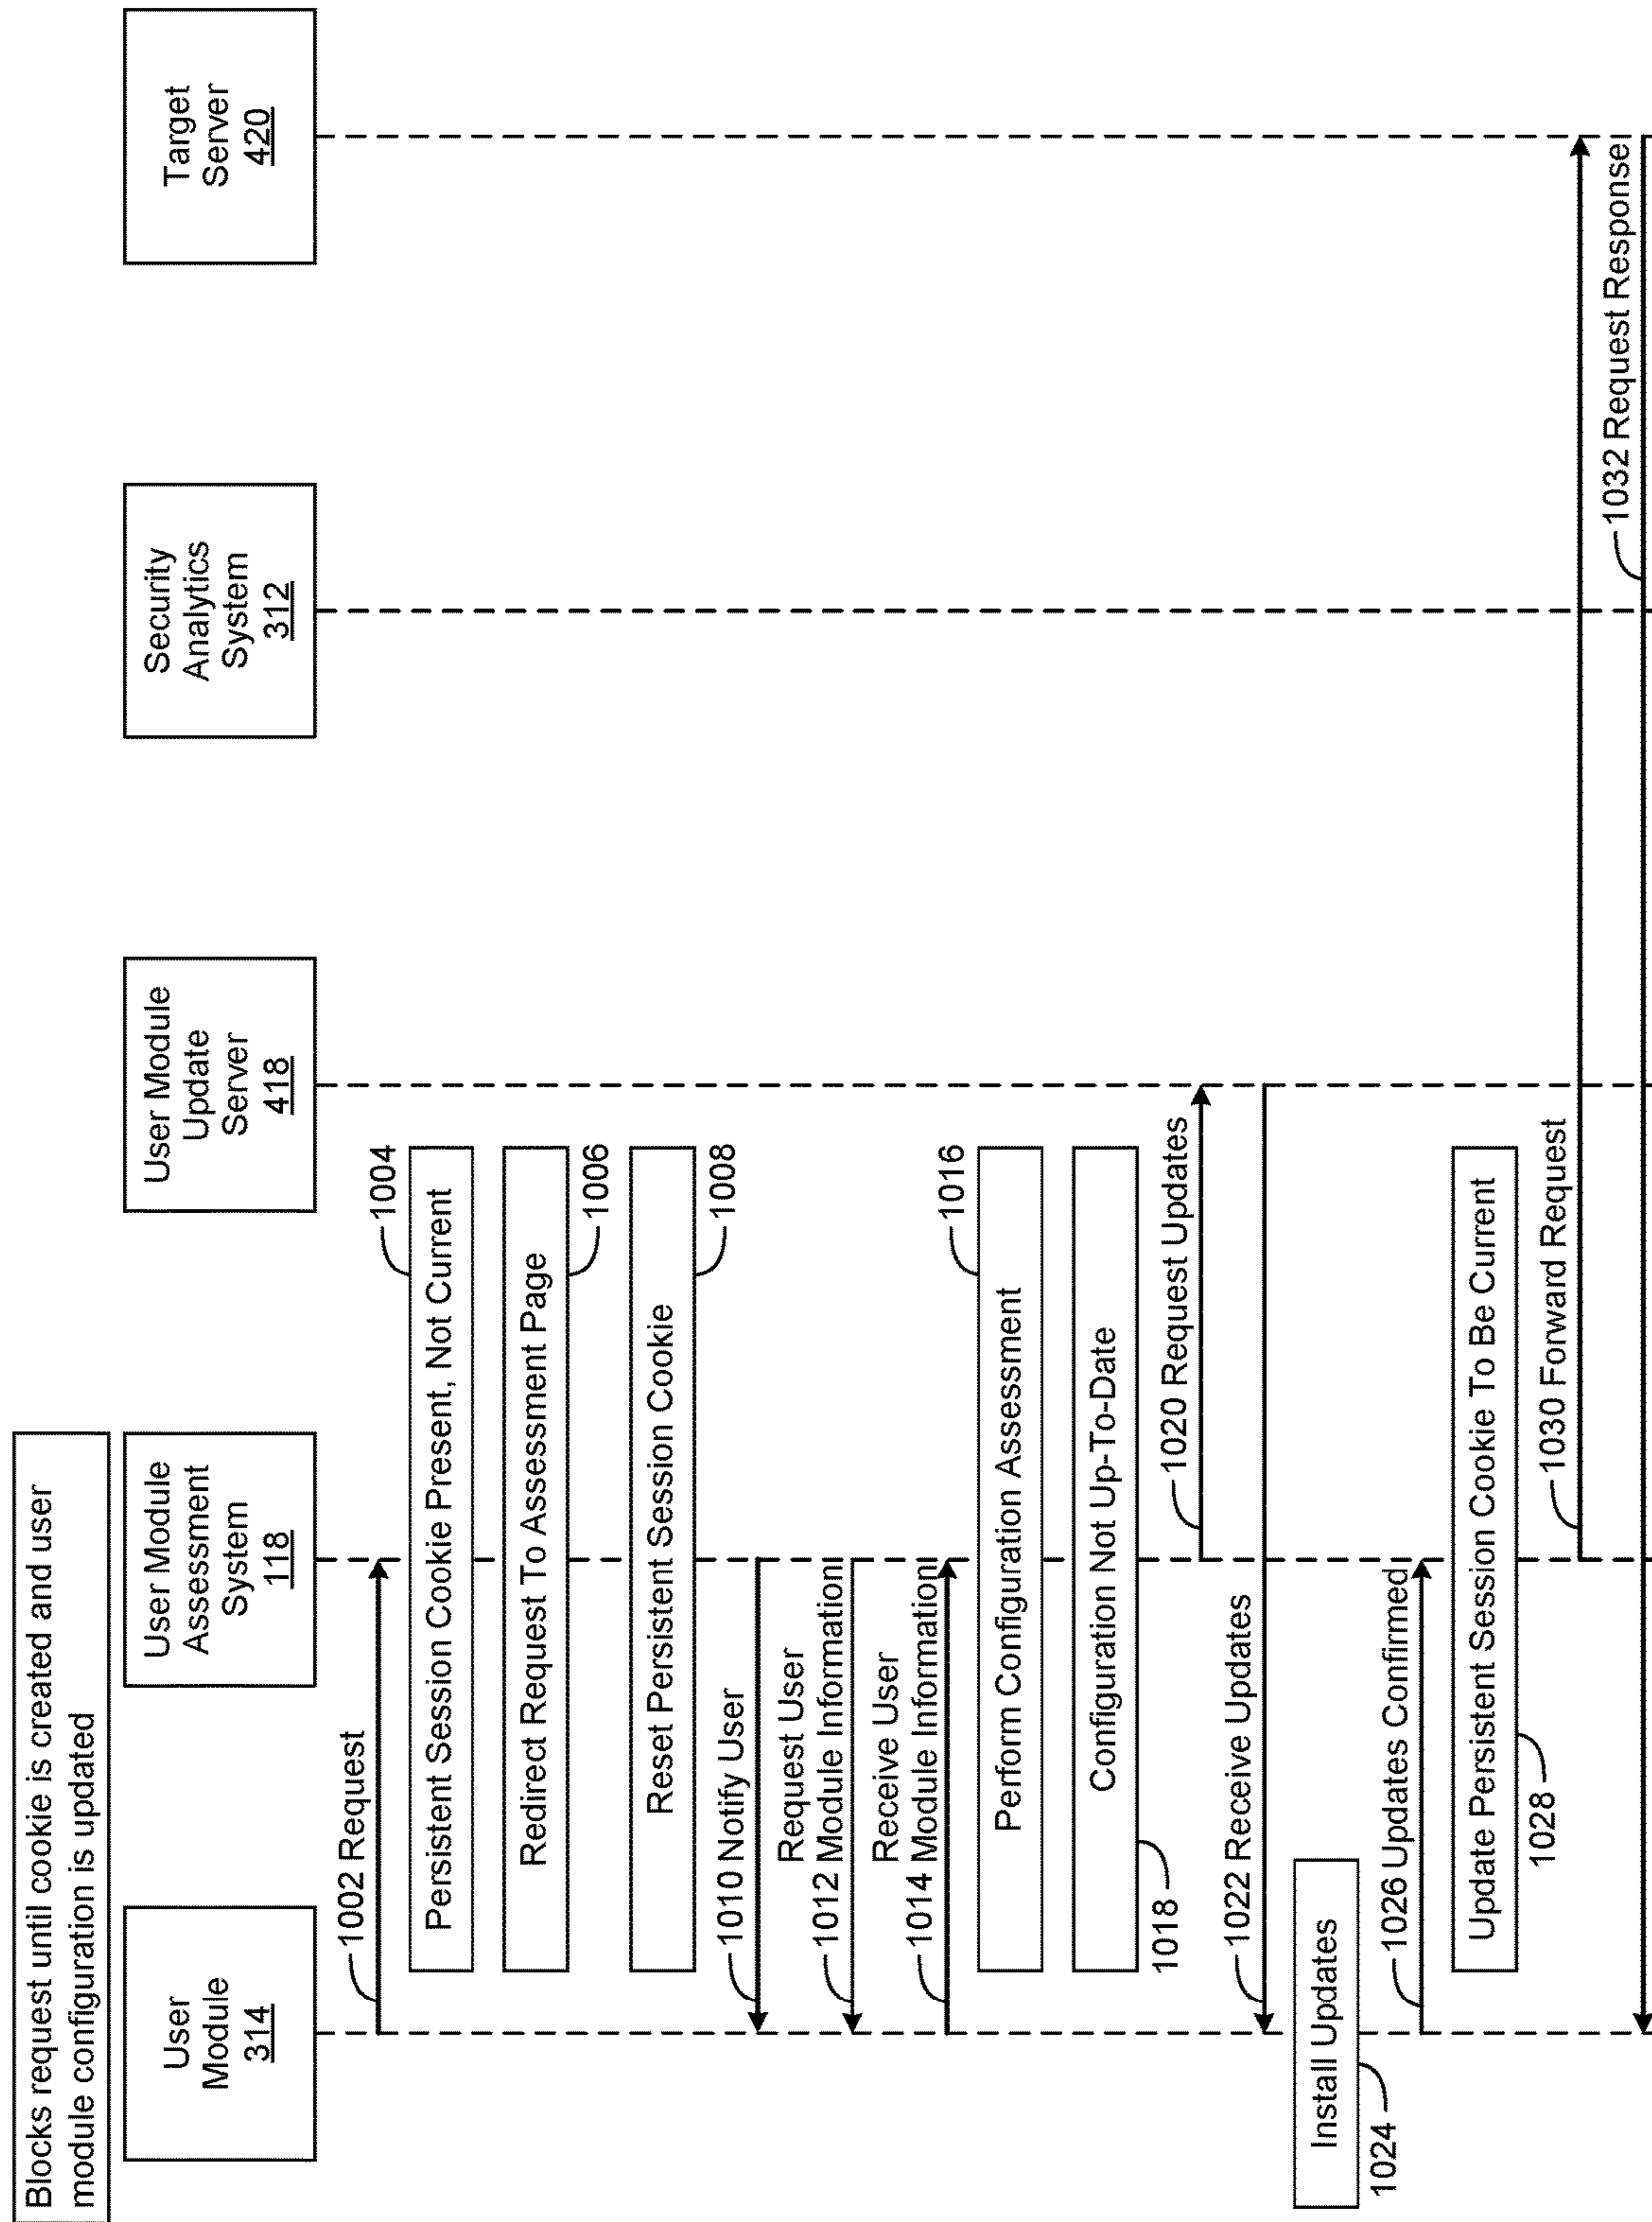 Blocks request until cookie is created and user
module configuration is updated
User
Module
314
User Module
Assessment
System
118
User Module
Update
Server
418
Security
Analytics
System
312
Target
Server
420
1002 Request
1004
Persistent Session Cookie Present, Not Current
Redirect Request To Assessment Page
1006
Reset Persistent Session Cookie
1008
1010 Notify User
Request User
1012 Module Information
Receive User
1014 Module Information
1016
Perform Configuration Assessment
Configuration Not Up-To-Date
1018
1020 Request Updates
1022 Receive Updates
Install Updates
1024
1026 Updates Confirmed
Update Persistent Session Cookie To Be Current
1028
1030 Forward Request
1032 Request Response